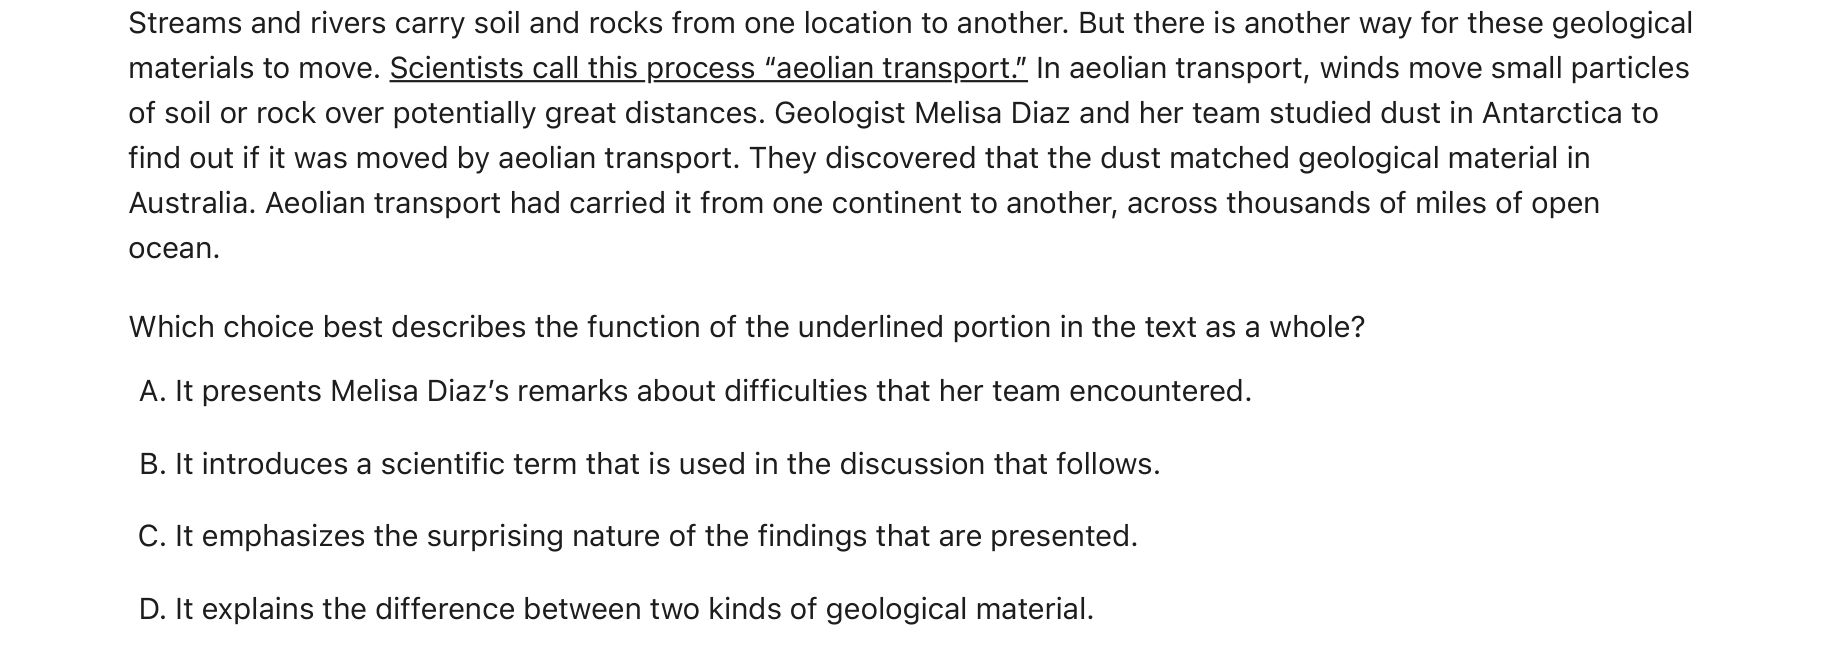 Streams and rivers carry soil and rocks from one location to another. But there is another way for these geological
materials to move. Scientists call this process “aeolian transport.” In aeolian transport, winds move small particles
of soil or rock over potentially great distances. Geologist Melisa Diaz and her team studied dust in Antarctica to
find out if it was moved by aeolian transport. They discovered that the dust matched geological material in
Australia. Aeolian transport had carried it from one continent to another, across thousands of miles of open
ocean.
Which choice best describes the function of the underlined portion in the text as a whole?
A. It presents Melisa Diaz’s remarks about difficulties that her team encountered.
B. It introduces a scientific term that is used in the discussion that follows.
C. It emphasizes the surprising nature of the findings that are presented.
D. It explains the difference between two kinds of geological material.